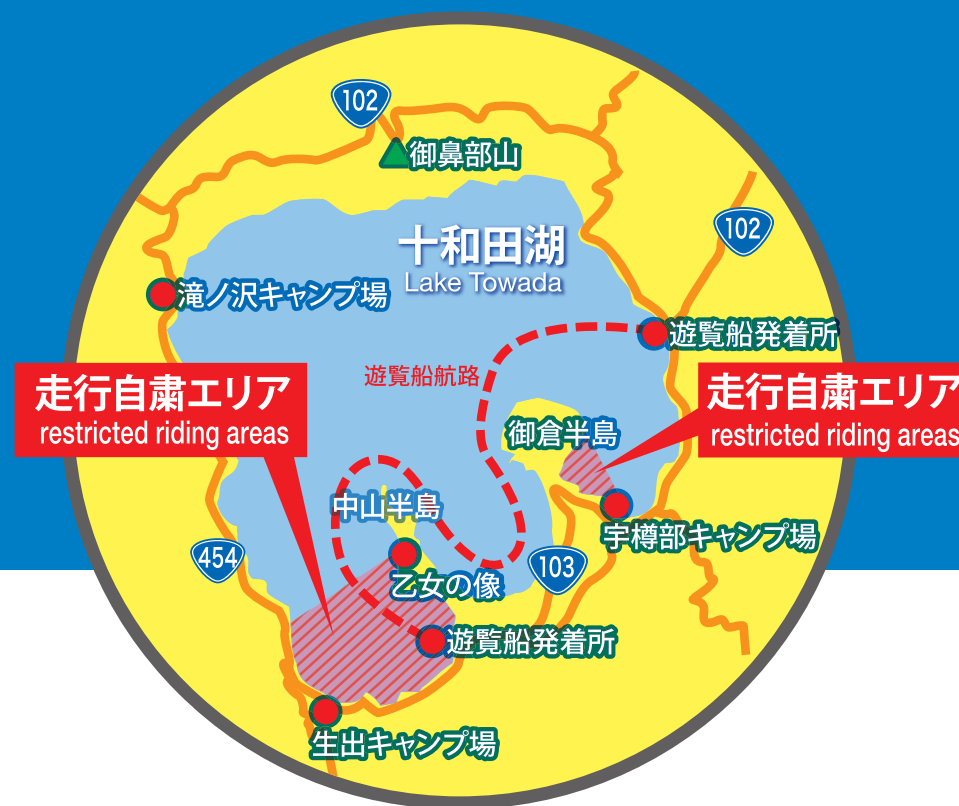 102
御鼻部山
十和田湖
Lake Towada
102
滝ノ沢キャンプ場
遊覧船発着所
遊覧船航路
走行自粛エリア
restricted riding areas
走行自粛エリア
restricted riding areas
御倉半島
中山半島
宇樽部キャンプ場
454
103
乙女の像
遊覧船発着所
生出キャンプ場